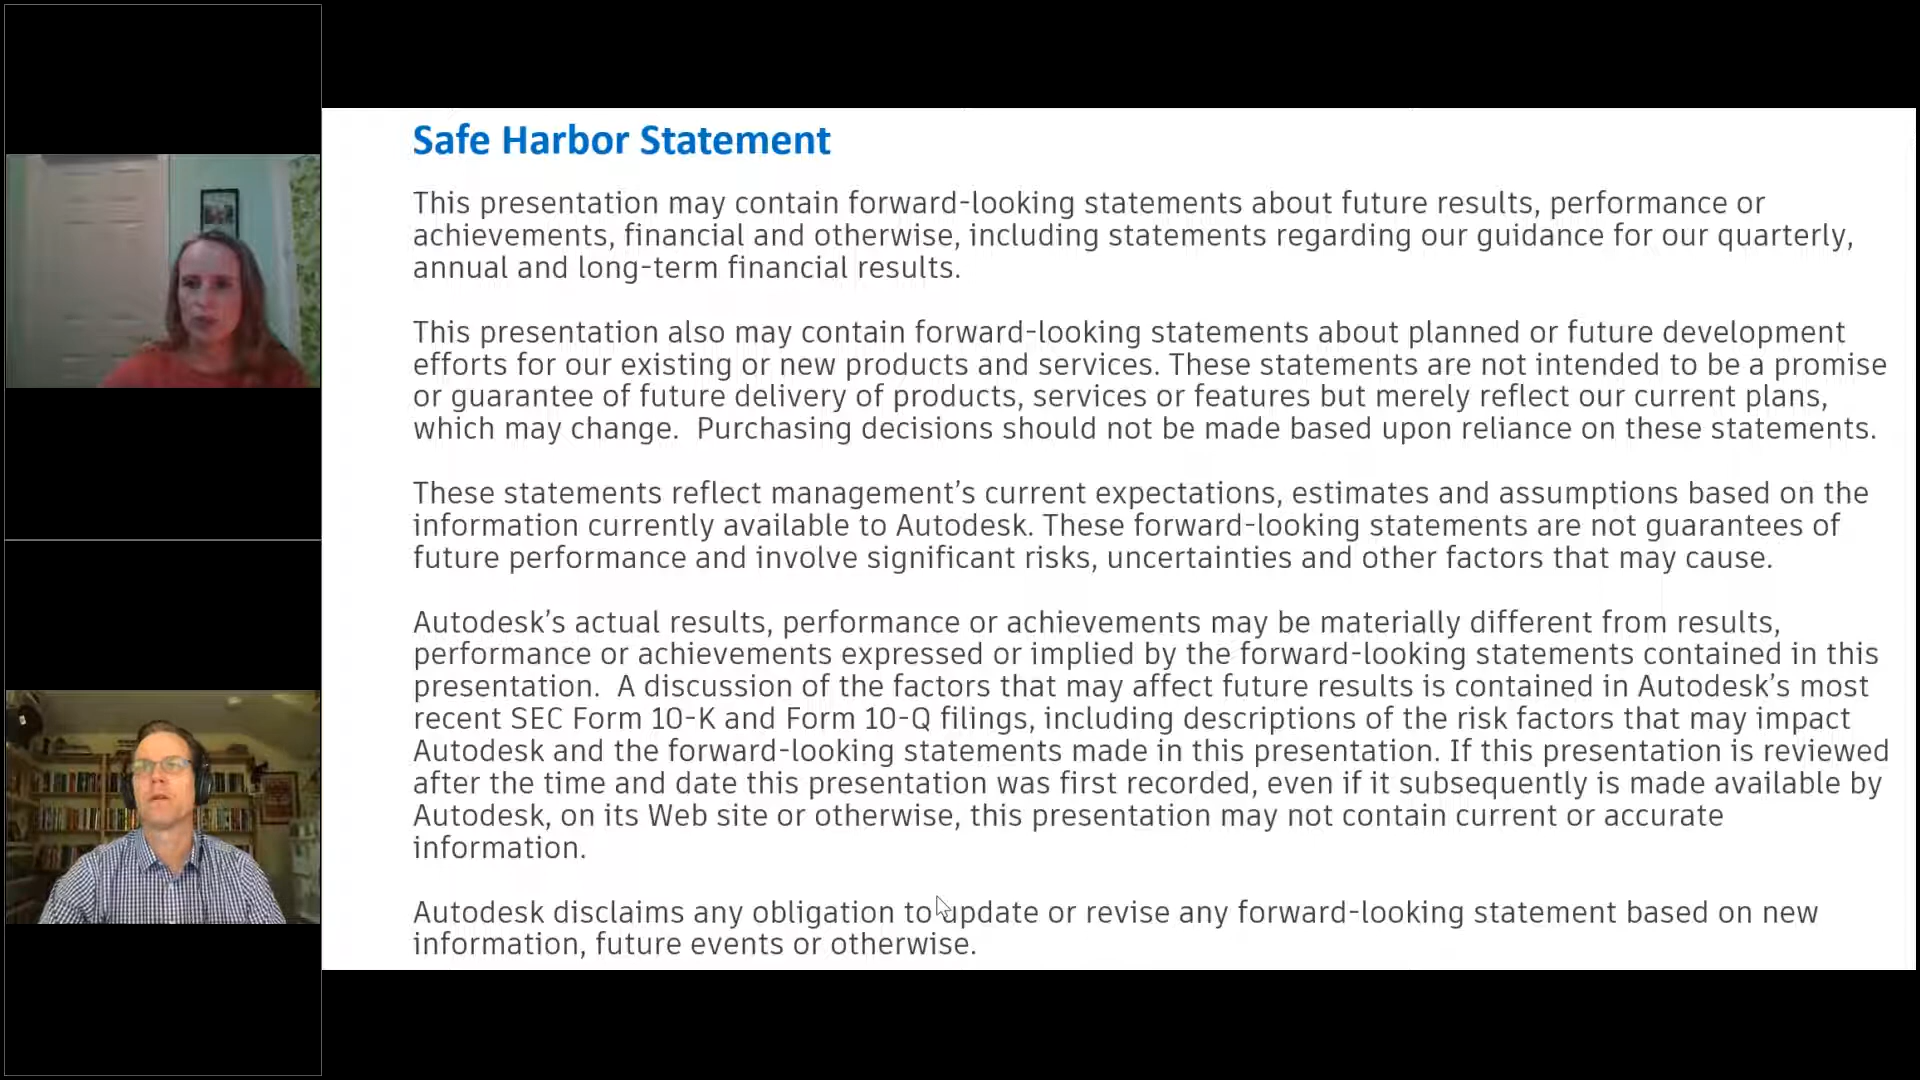 Safe Harbor Statement
This presentation may contain forward-looking statements about future results, performance or
achievements, financial and otherwise, including statements regarding our guidance for our quarterly,
annual and long-term financial results.
This presentation also may contain forward-looking statements about planned or future development
efforts for our existing or new products and services. These statements are not intended to be a promise
or guarantee of future delivery of products, services or features but merely reflect our current plans,
which may change.  Purchasing decisions should not be made based upon reliance on these statements.
These statements reflect management’s current expectations, estimates and assumptions based on the
information currently available to Autodesk. These forward-looking statements are not guarantees of
future performance and involve significant risks, uncertainties and other factors that may cause.
Autodesk’s actual results, performance or achievements may be materially different from results,
performance or achievements expressed or implied by the forward-looking statements contained in this
presentation.  A discussion of the factors that may affect future results is contained in Autodesk’s most
recent SEC Form 10-K and Form 10-Q filings, including descriptions of the risk factors that may impact
Autodesk and the forward-looking statements made in this presentation. If this presentation is reviewed
after the time and date this presentation was first recorded, even if it subsequently is made available by
Autodesk, on its Web site or otherwise, this presentation may not contain current or accurate
information.
Autodesk disclaims any obligation to update or revise any forward-looking statement based on new
information, future events or otherwise.